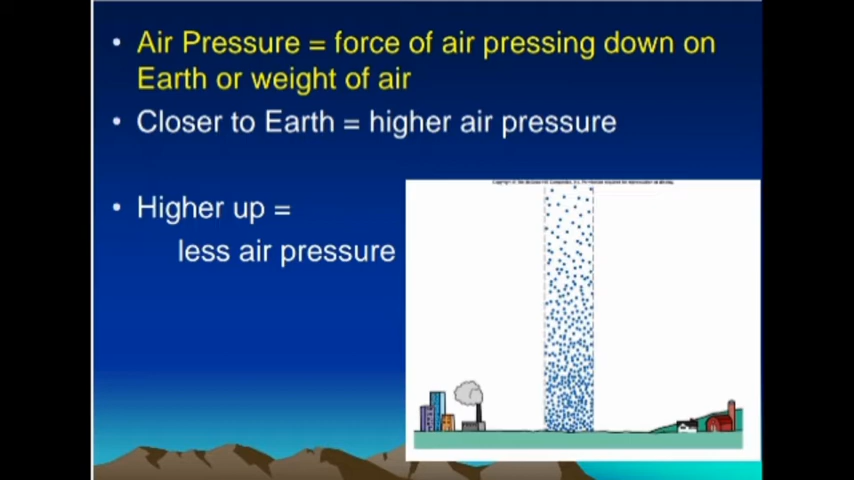 • Air Pressure = force of air pressing down on
Earth or weight of air
• Closer to Earth = higher air pressure
• Higher up =
less air pressure